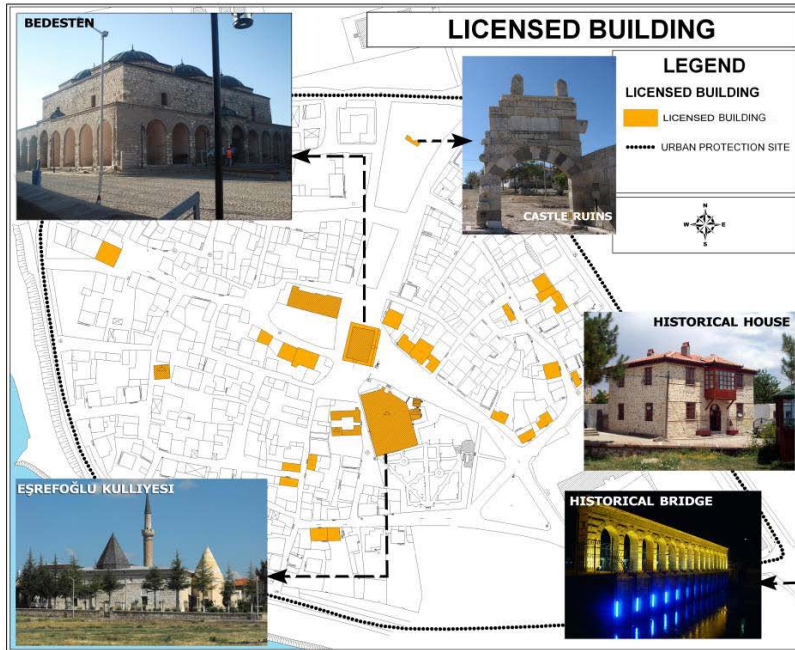 BEDESTEN
LICENSED BUILDING
LEGEND
LICENSED BUILDING
LICENSED BUILDING
URBAN PROTECTION SITE
CASTLE RUINS
N
W E
S
HISTORICAL HOUSE
EŞREFOĞLU KULLIYESI
HISTORICAL BRIDGE